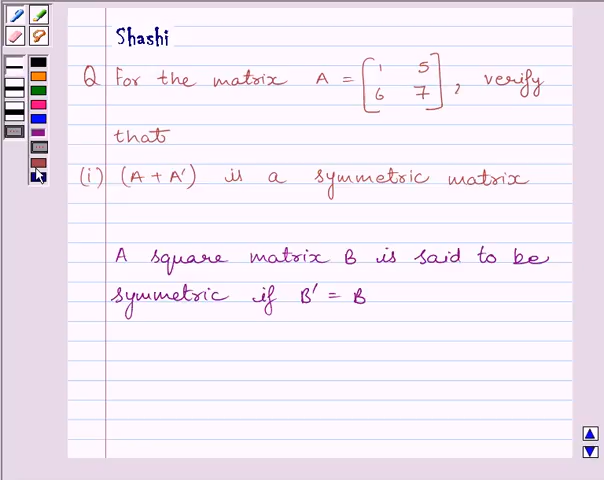 Shashi
Q For the matrix A = [1 5
6 7], verify
that
(i) (A + A') is a symmetric matrix
A square matrix B is said to be
symmetric if B' = B